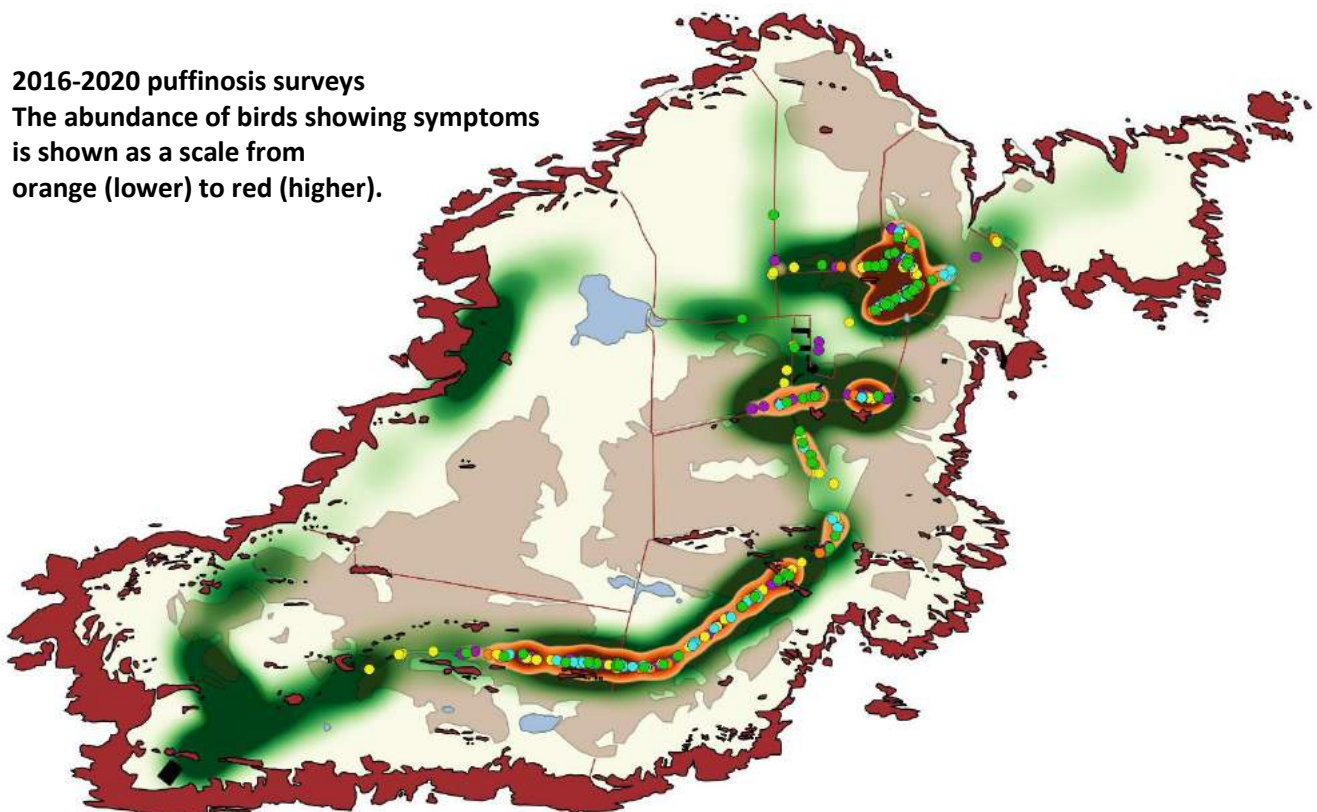 2016-2020 puffinosis surveys
The abundance of birds showing symptoms
is shown as a scale from
orange (lower) to red (higher).